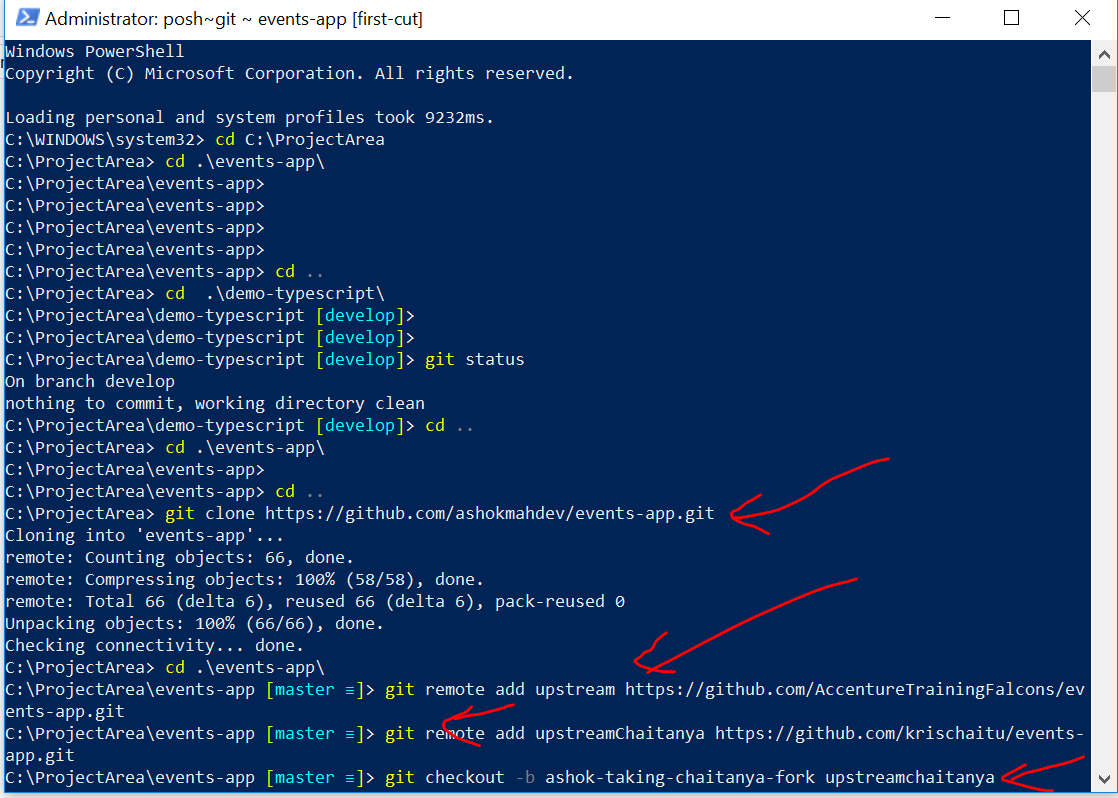 Administrator: posh~git ~ events-app [first-cut]
Windows PowerShell
Copyright (C) Microsoft Corporation. All rights reserved.
Loading personal and system profiles took 9232ms.
C:\WINDOWS\system32> cd C:\ProjectArea
C:\ProjectArea> cd .\events-app\
C:\ProjectArea\events-app>
C:\ProjectArea\events-app>
C:\ProjectArea\events-app>
C:\ProjectArea\events-app>
C:\ProjectArea\events-app> cd ..
C:\ProjectArea> cd  .\demo-typescript\
C:\ProjectArea\demo-typescript [develop]>
C:\ProjectArea\demo-typescript [develop]>
C:\ProjectArea\demo-typescript [develop]> git status
On branch develop
nothing to commit, working directory clean
C:\ProjectArea\demo-typescript [develop]> cd ..
C:\ProjectArea> cd .\events-app\
C:\ProjectArea\events-app>
C:\ProjectArea\events-app> cd ..
C:\ProjectArea> git clone https://github.com/ashokmahdev/events-app.git
Cloning into 'events-app'...
remote: Counting objects: 66, done.
remote: Compressing objects: 100% (58/58), done.
remote: Total 66 (delta 6), reused 66 (delta 6), pack-reused 0
Unpacking objects: 100% (66/66), done.
Checking connectivity... done.
C:\ProjectArea> cd .\events-app\
C:\ProjectArea\events-app [master ≡]> git remote add upstream https://github.com/AccentureTrainingFalcons/ev
ents-app.git
C:\ProjectArea\events-app [master ≡]> git remote add upstreamChaitanya https://github.com/krischaitu/events-
app.git
C:\ProjectArea\events-app [master ≡]> git checkout -b ashok-taking-chaitanya-fork upstreamchaitanya